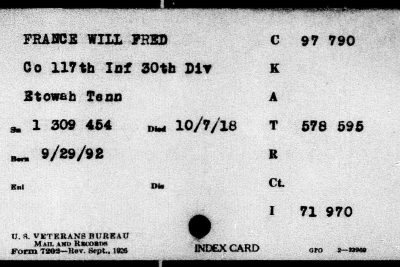 FRANCE WILL FRED C 97 790
Co 117th Inf 30th Div K
Etowah Tenn A
Sn 1 309 454 Died 10/7/18 T 578 595
Born 9/29/92 R
Enl Dis Ct.
I 71 970
U. S. VETERANS BUREAU
MAIL AND RECORDS
Form 7202—Rev. Sept., 1926
INDEX CARD
GPO